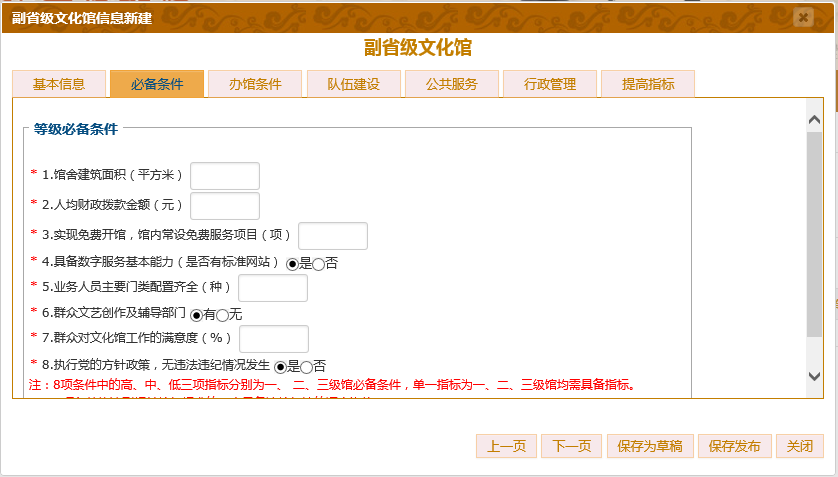 副省级文化馆信息新建
副省级文化馆
基本信息 必备条件 办馆条件 队伍建设 公共服务 行政管理 提高指标
等级必备条件
* 1.馆舍建筑面积（平方米）
* 2.人均财政拨款金额（元）
* 3.实现免费开馆，馆内常设免费服务项目（项）
* 4.具备数字服务基本能力（是否有标准网站） 是 否
* 5.业务人员主要门类配置齐全（种）
* 6.群众文艺创作及辅导部门 有 无
* 7.群众对文化馆工作的满意度（%）
* 8.执行党的方针政策，无违法违纪情况发生 是 否
注：8项条件中的高、中、低三项指标分别为一、 二、三级馆必备条件，单一指标为一、二、三级馆均需具备指标。
上一页 下一页 保存为草稿 保存发布 关闭